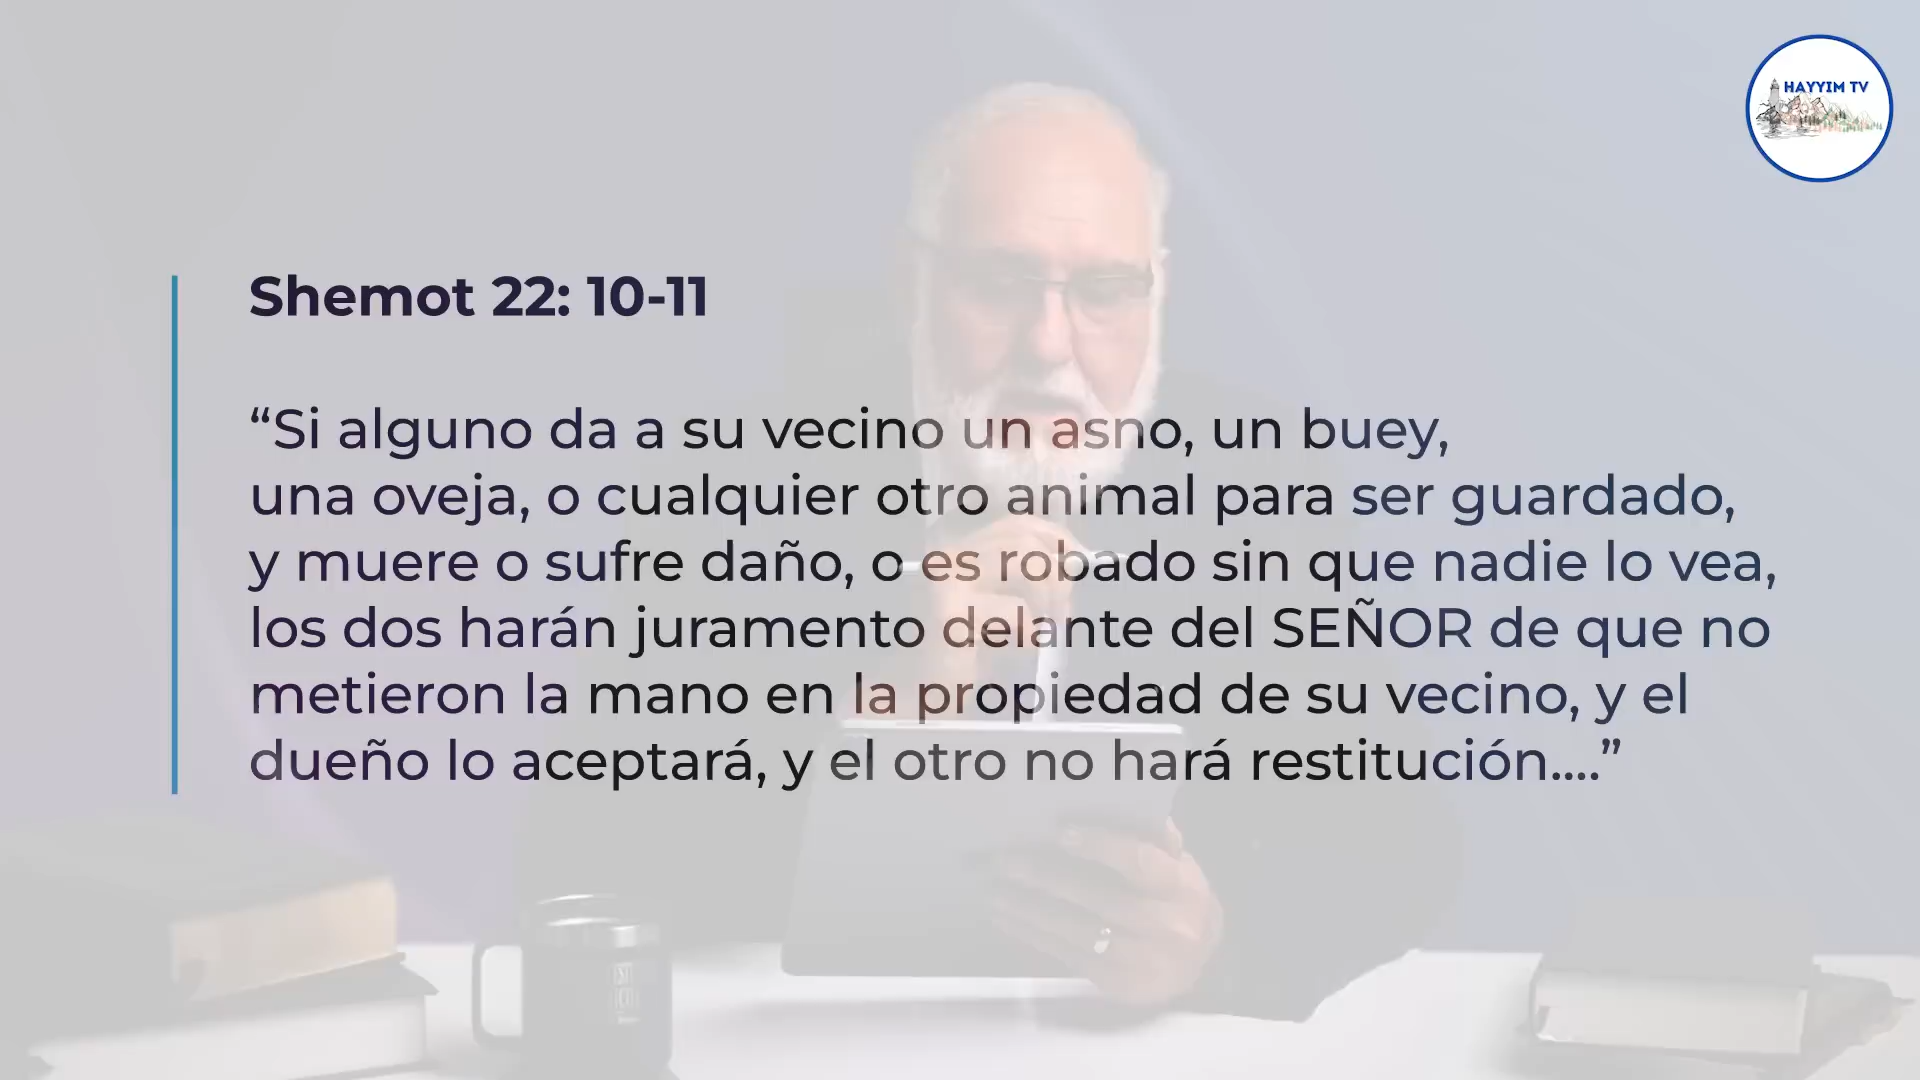 HAYYIM TV
Shemot 22: 10-11
“Si alguno da a su vecino un asno, un buey,
una oveja, o cualquier otro animal para ser guardado,
y muere o sufre daño, o es robado sin que nadie lo vea,
los dos harán juramento delante del SEÑOR de que no
metieron la mano en la propiedad de su vecino, y el
dueño lo aceptará, y el otro no hará restitución....”